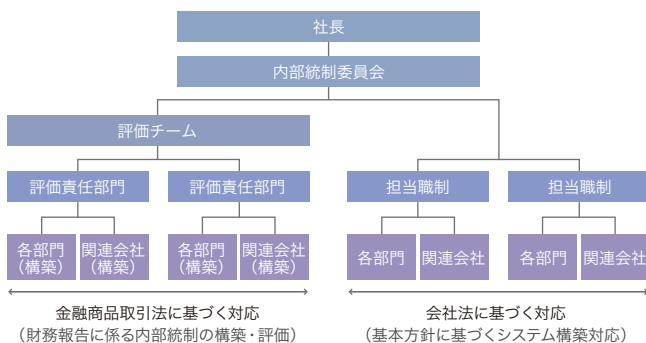 社長
内部統制委員会
評価チーム
評価責任部門
評価責任部門
担当職制
担当職制
各部門
（構築）
関連会社
（構築）
各部門
（構築）
関連会社
（構築）
各部門
関連会社
各部門
関連会社
金融商品取引法に基づく対応
（財務報告に係る内部統制の構築・評価）
会社法に基づく対応
（基本方針に基づくシステム構築対応）